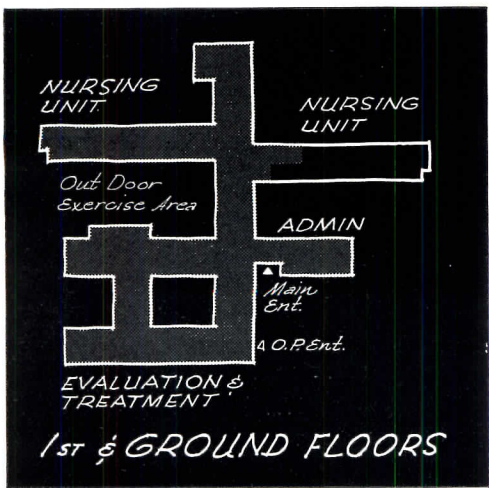 NURSING
UNIT
NURSING
UNIT
Out Door
Exercise Area
ADMIN
Main
Ent.
O.P. Ent.
EVALUATION &
TREATMENT
1ST & GROUND FLOORS